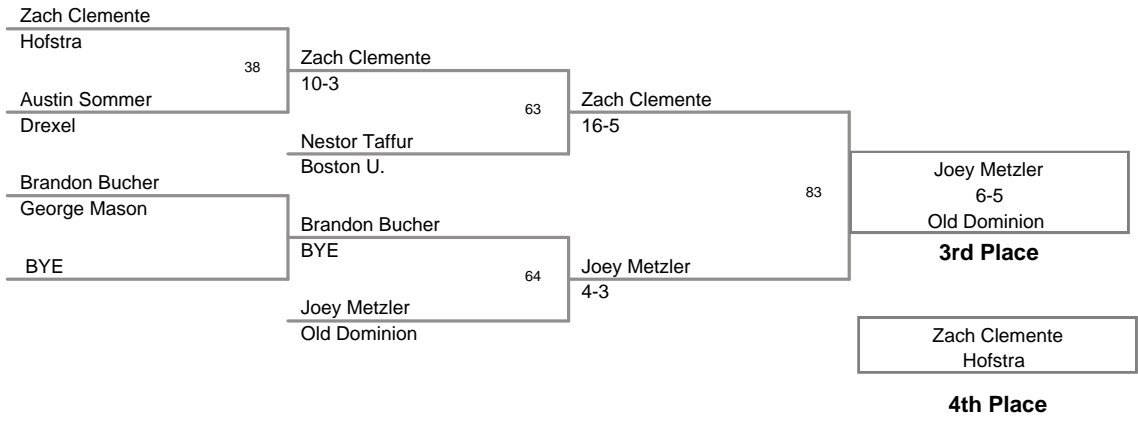 Zach Clemente
Hofstra
38
Austin Sommer
Drexel
Brandon Bucher
George Mason
BYE
Zach Clemente
10-3
63
Nestor Taffur
Boston U.
Brandon Bucher
BYE
64
Joey Metzler
Old Dominion
Zach Clemente
16-5
83
Joey Metzler
4-3
Joey Metzler
6-5
Old Dominion
3rd Place
Zach Clemente
Hofstra
4th Place